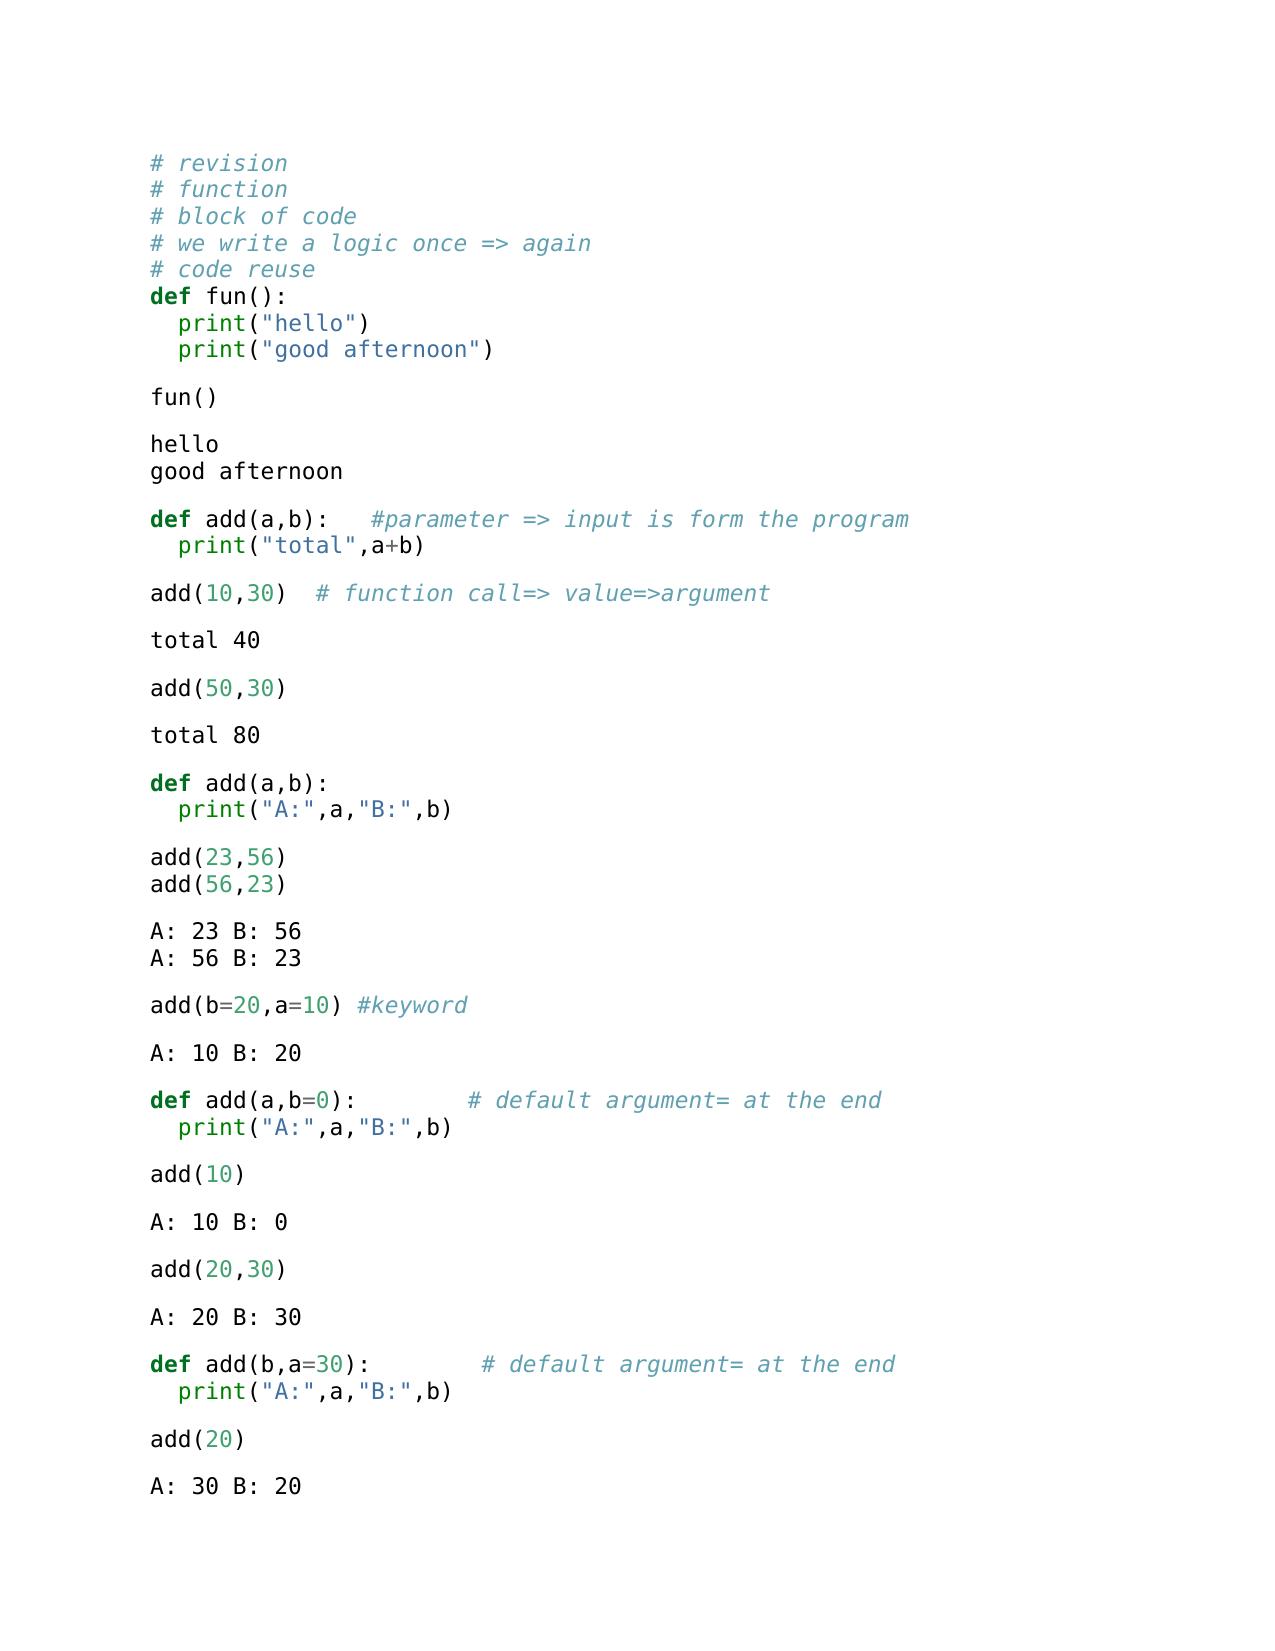 # revision
# function
# block of code
# we write a logic once => again
# code reuse
def fun():
  print("hello")
  print("good afternoon")
fun()
hello
good afternoon
def add(a,b):   #parameter => input is form the program
  print("total",a+b)
add(10,30)  # function call=> value=>argument
total 40
add(50,30)
total 80
def add(a,b):
  print("A:",a,"B:",b)
add(23,56)
add(56,23)
A: 23 B: 56
A: 56 B: 23
add(b=20,a=10) #keyword
A: 10 B: 20
def add(a,b=0):        # default argument= at the end
  print("A:",a,"B:",b)
add(10)
A: 10 B: 0
add(20,30)
A: 20 B: 30
def add(b,a=30):        # default argument= at the end
  print("A:",a,"B:",b)
add(20)
A: 30 B: 20